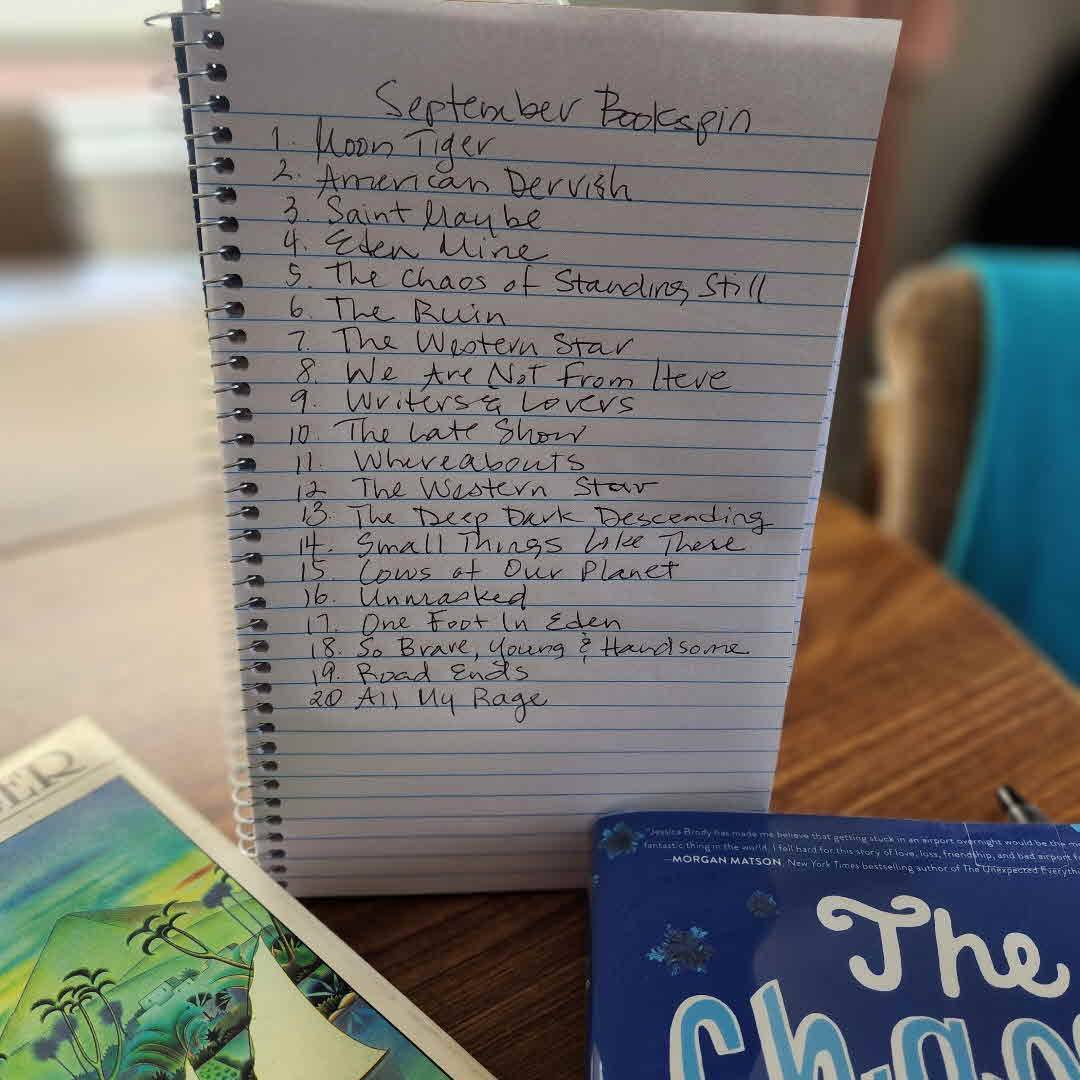 September Bookspin
1. Moon Tiger
2. American Dervish
3. Saint Maybe
4. Eden Mine
5. The Chaos of Standing Still
6. The Ruin
7. The Western Star
8. We Are Not From Here
9. Writers & Lovers
10. The Late Show
11. Whereabouts
12 The Western Star
13. The Deep Dark Descending
14. Small Things Like These
15 Cows of Our Planet
16. Unmasked
17. One Foot In Eden
18. So Brave, Young & Handsome
19. Road Ends
20 All My Rage
"Jessica Brody has made me believe that getting stuck in an airport overnight would be the
fantastic thing in the world. I fell hard for this story of love, loss, friendship, and bad airport
—MORGAN MATSON, New York Times bestselling author of The Unexpected
The
Chao